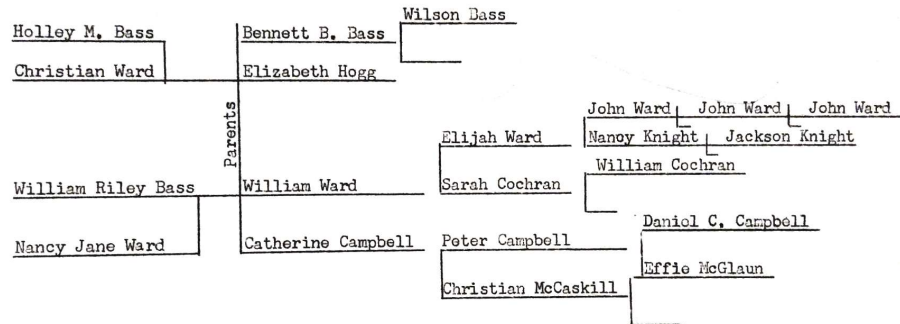 Wilson Bass
Holley M. Bass
Bennett B. Bass
Christian Ward
Elizabeth Hogg
Parents
John Ward
John Ward
John Ward
Elijah Ward
Nancy Knight
Jackson Knight
William Cochran
William Riley Bass
William Ward
Sarah Cochran
Daniel C. Campbell
Nancy Jane Ward
Catherine Campbell
Peter Campbell
Effie McGlaun
Christian McCaskill